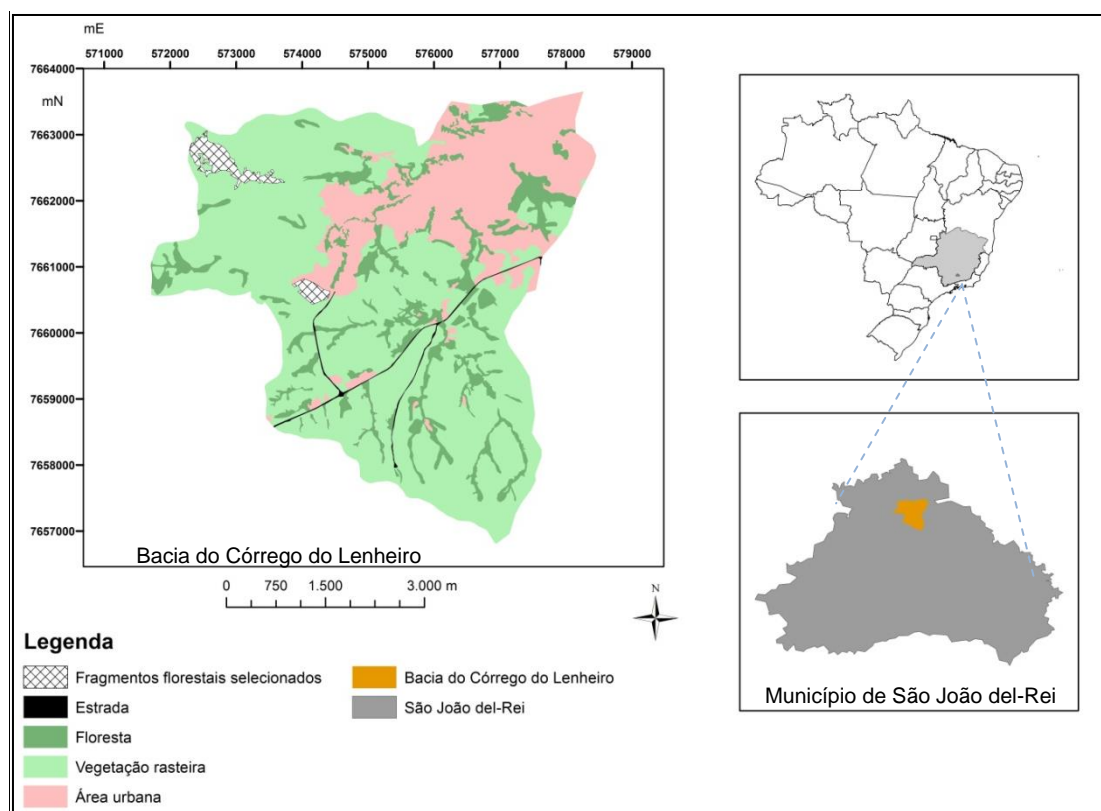 mE
571000 572000 573000 574000 575000 576000 577000 578000 579000
7664000
mN
7663000
7662000
7661000
7660000
7659000
7658000
7657000
Bacia do Córrego do Lenheiro
0 750 1.500 3.000 m
N
Legenda
Fragmentos florestais selecionados
Estrada
Floresta
Vegetação rasteira
Área urbana
Bacia do Córrego do Lenheiro
São João del-Rei
Município de São João del-Rei